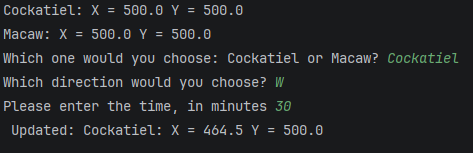 Cockatiel: X = 500.0 Y = 500.0
Macaw: X = 500.0 Y = 500.0
Which one would you choose: Cockatiel or Macaw? Cockatiel
Which direction would you choose? W
Please enter the time, in minutes 30
 Updated: Cockatiel: X = 464.5 Y = 500.0